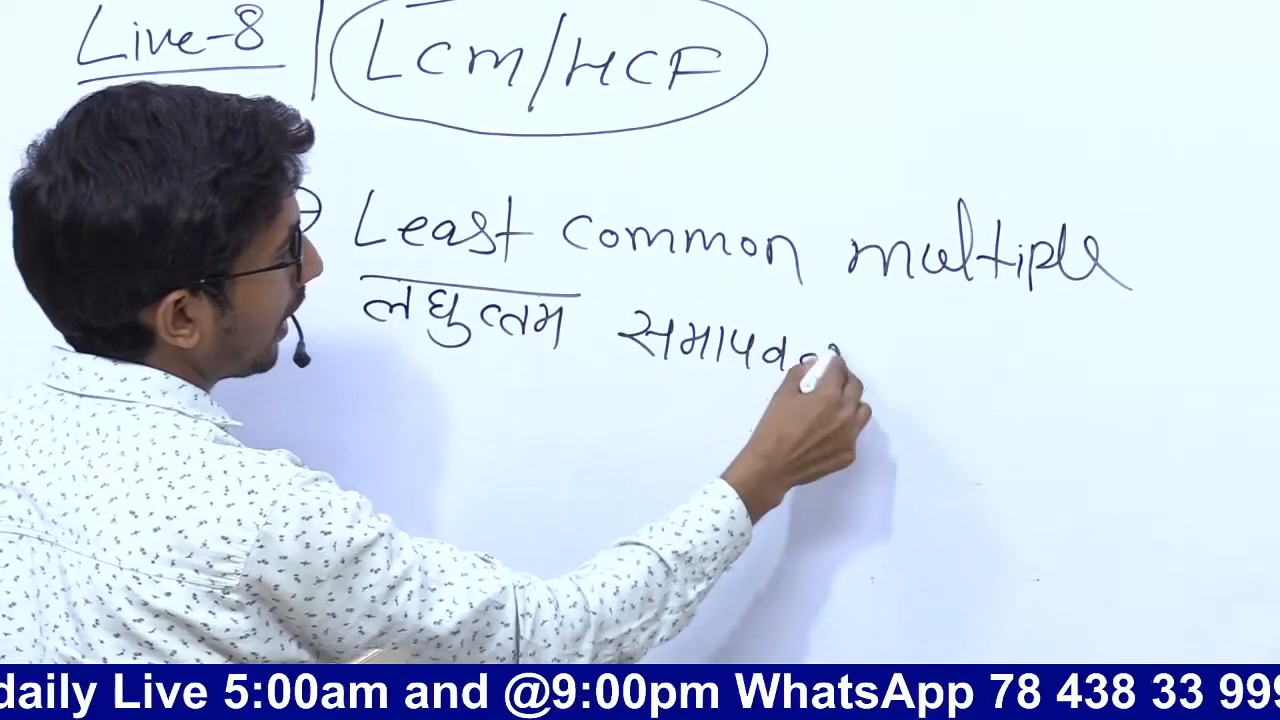 Live-8 | LCM/HCF
Least common multiple
लघुत्तम समापव
daily Live 5:00am and @9:00pm WhatsApp 78 438 33 999